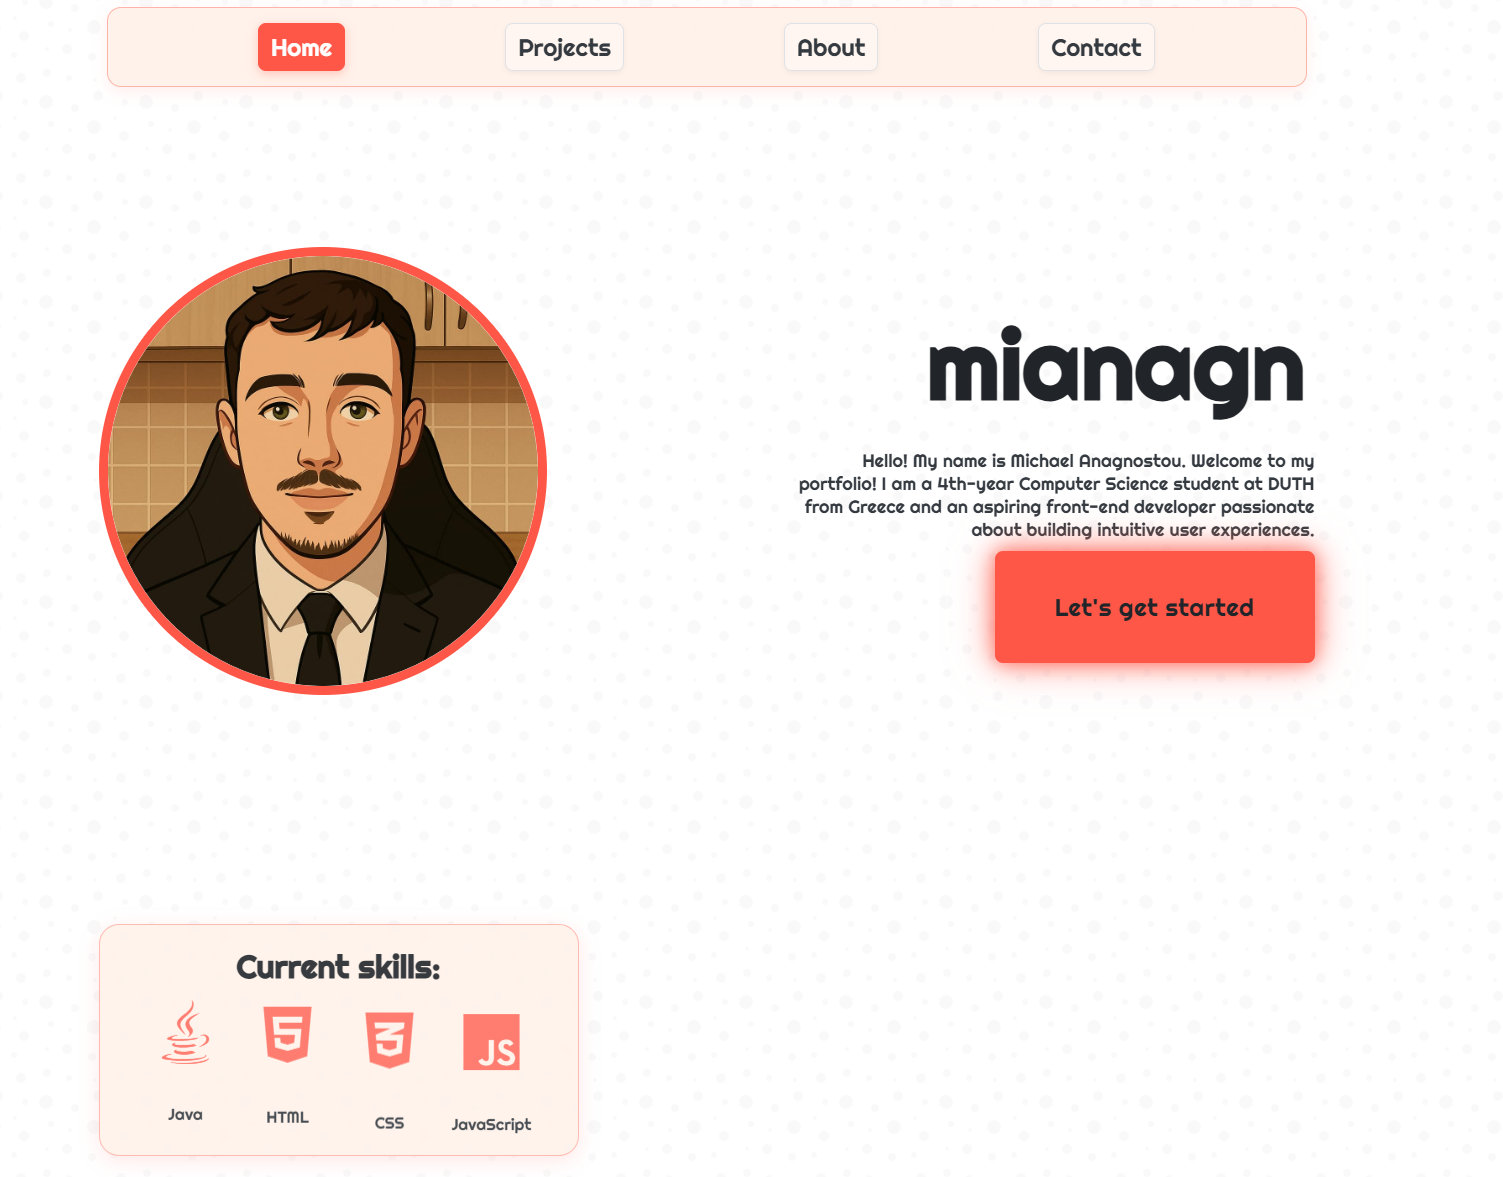 Home
Projects
About
Contact
mianagn
Hello! My name is Michael Anagnostou. Welcome to my
portfolio! I am a 4th-year Computer Science student at DUTH
from Greece and an aspiring front-end developer passionate
about building intuitive user experiences.
Let's get started
Current skills:
5
3
JS
Java
HTML
CSS
JavaScript